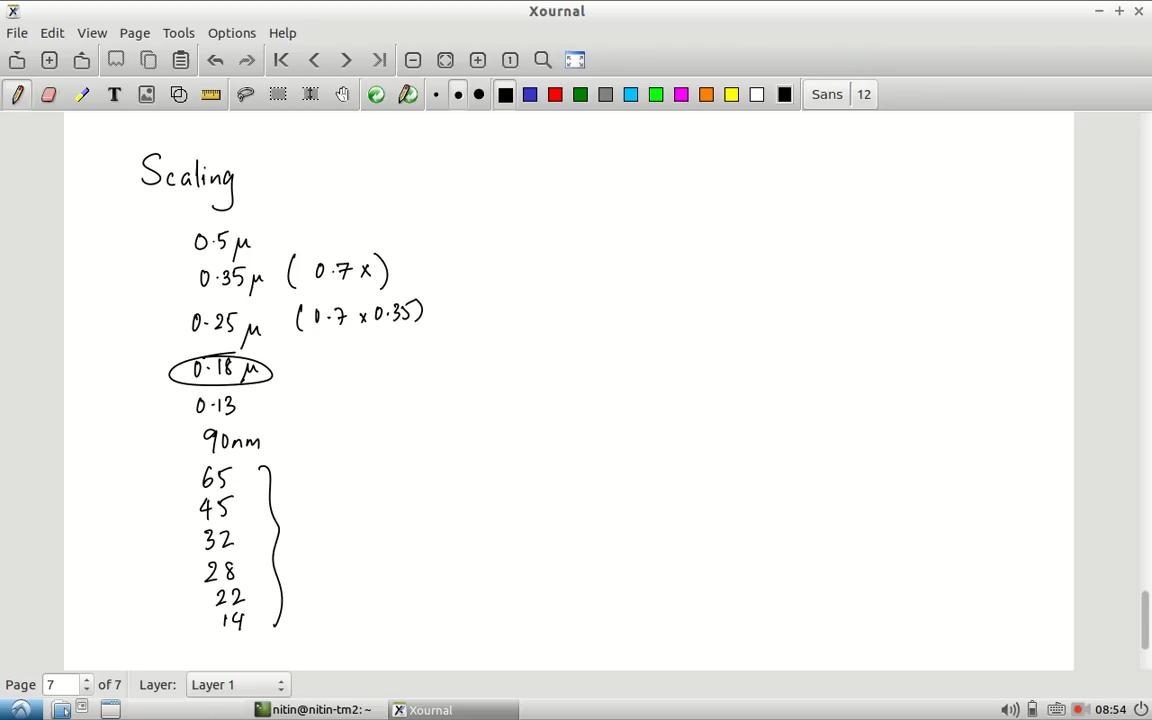 Xournal
File Edit View Page Tools Options Help
Sans 12
Scaling
0.5 μ
0.35 μ (0.7 x)
0.25 μ (0.7 x 0.35)
0.18 μ
0.13
90nm
65
45
32
28
22
14
Page 7 of 7 Layer: Layer 1
nitin@nitin-tm2: ~ Xournal 08:54